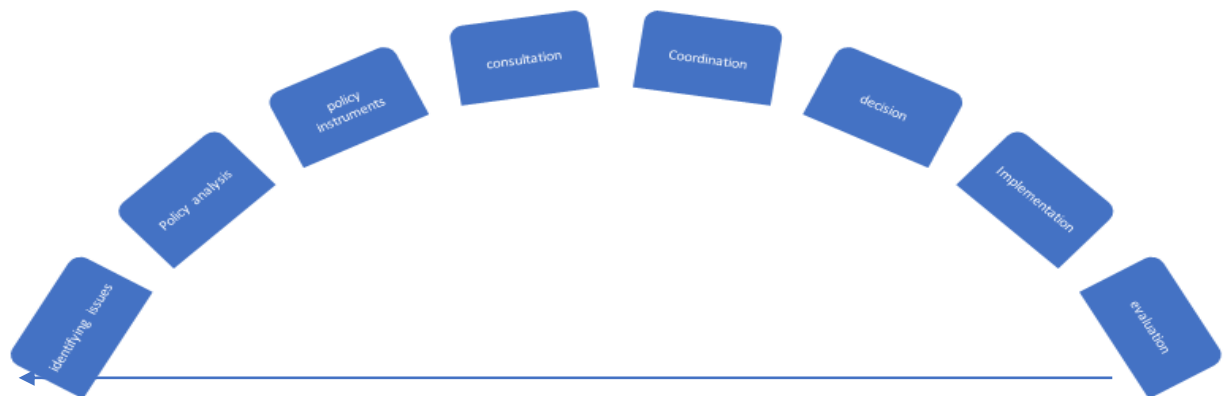 identifying issues
Policy analysis
policy
instruments
consultation
Coordination
decision
Implementation
evaluation